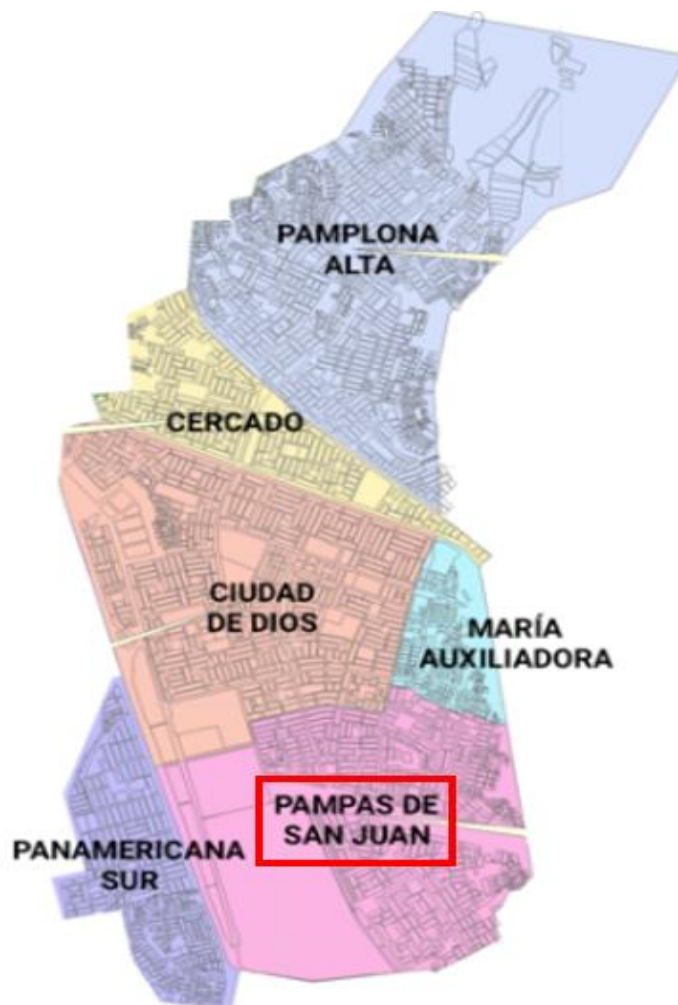 PAMPLONA
ALTA
CERCADO
CIUDAD
DE DIOS
MARÍA
AUXILIADORA
PAMPAS DE
SAN JUAN
PANAMERICANA
SUR